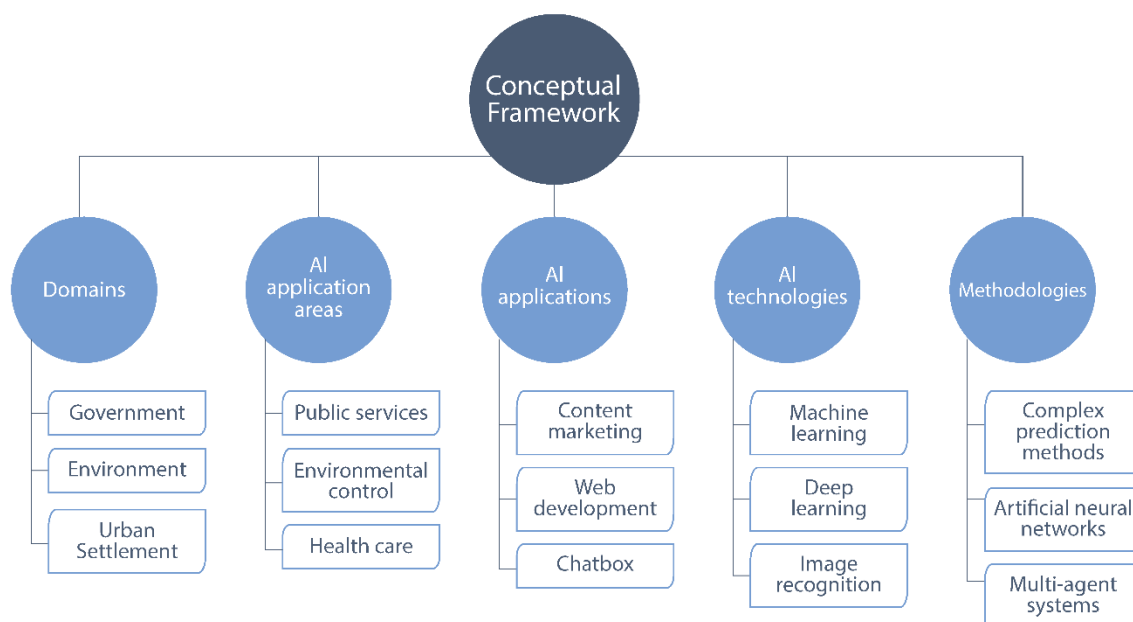 Conceptual
Framework
Domains
AI
application
areas
AI
applications
AI
technologies
Methodologies
Government
Environment
Urban
Settlement
Public services
Environmental
control
Health care
Content
marketing
Web
development
Chatbox
Machine
learning
Deep
learning
Image
recognition
Complex
prediction
methods
Artificial neural
networks
Multi-agent
systems